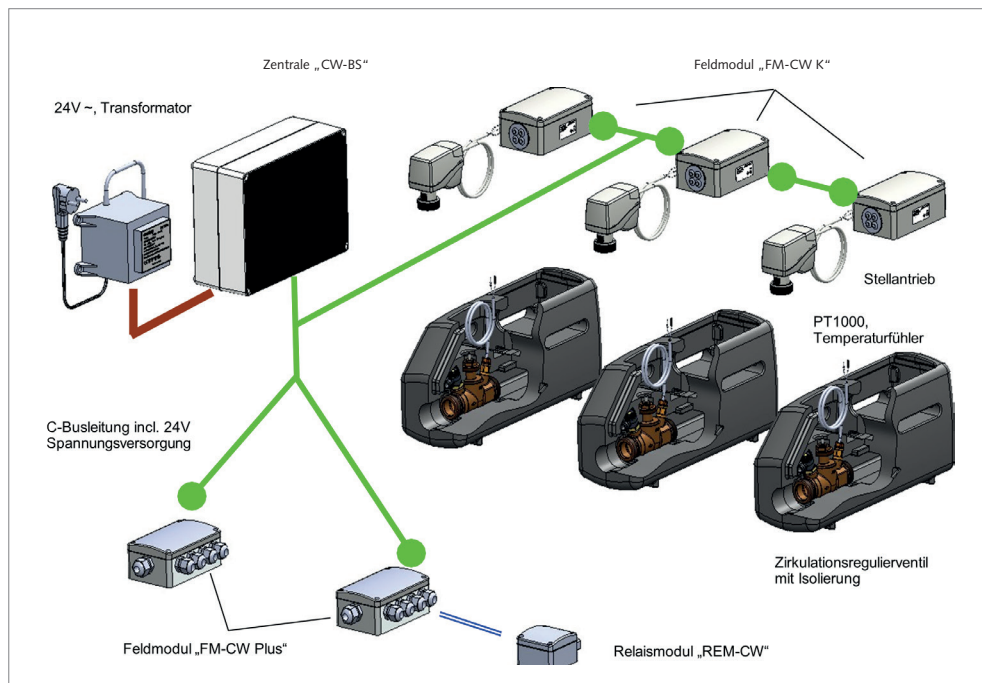 Zentrale „CW-BS“
Feldmodul „FM-CW K“
24V ~, Transformator
Stellantrieb
PT1000,
Temperaturfühler
C-Busleitung incl. 24V
Spannungsversorgung
Zirkulationsregulierventil
mit Isolierung
Feldmodul „FM-CW Plus“
Relaismodul „REM-CW“